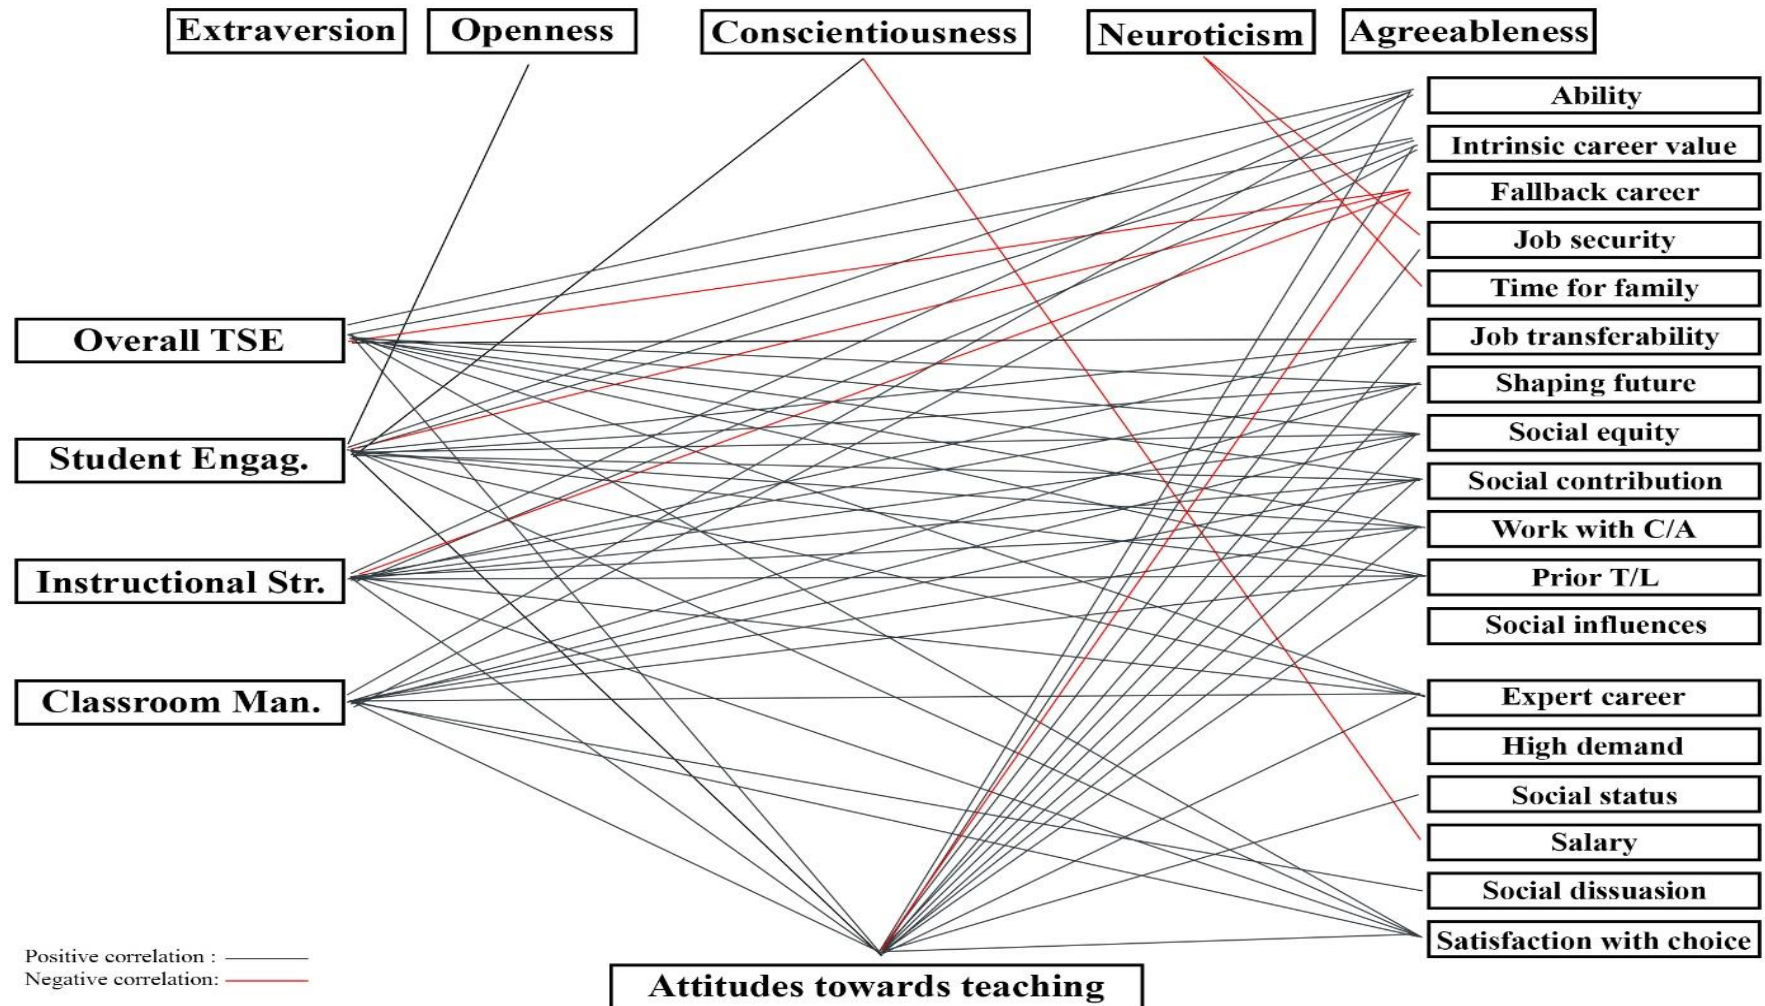 Extraversion
Openness
Conscientiousness
Neuroticism
Agreeableness
Ability
Intrinsic career value
Fallback career
Job security
Time for family
Overall TSE
Job transferability
Shaping future
Social equity
Student Engag.
Social contribution
Work with C/A
Instructional Str.
Prior T/L
Social influences
Classroom Man.
Expert career
High demand
Social status
Salary
Social dissuasion
Satisfaction with choice
Positive correlation :
Negative correlation:
Attitudes towards teaching